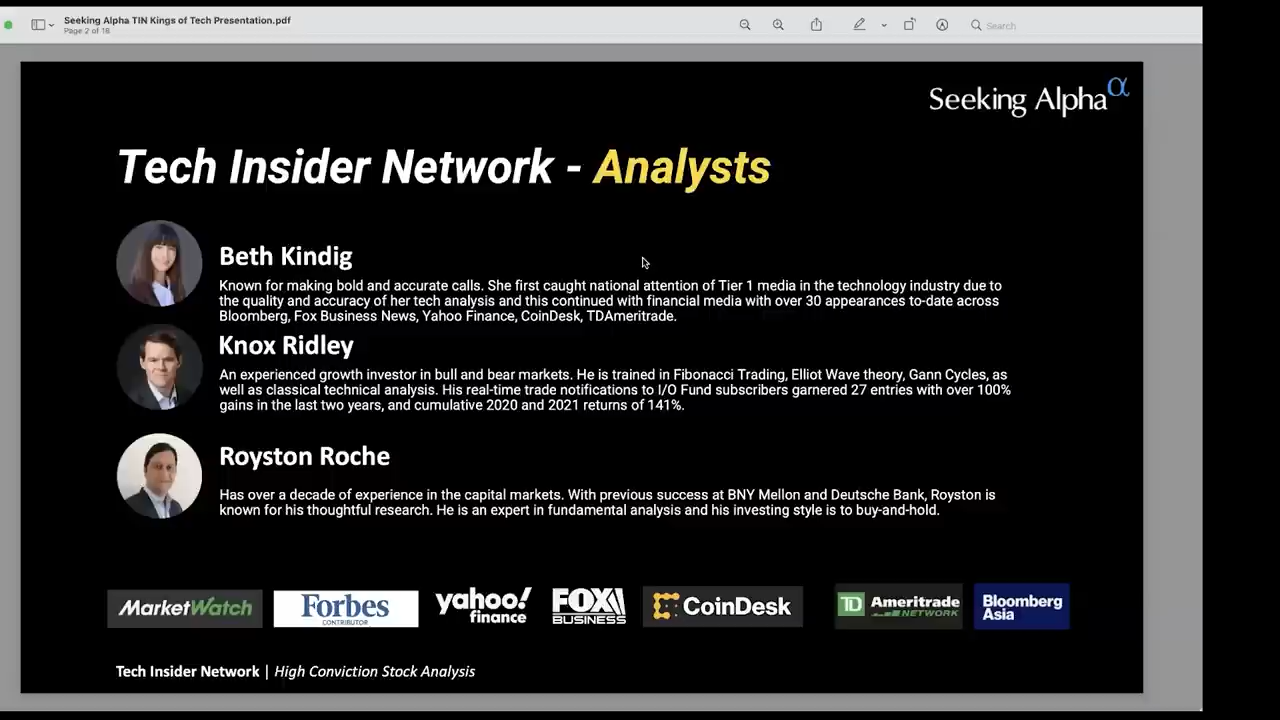 Seeking Alpha TIN Kings of Tech Presentation.pdf
Page 2 of 16
Search
Seeking Alpha α
Tech Insider Network - Analysts
Beth Kindig
Known for making bold and accurate calls. She first caught national attention of Tier 1 media in the technology industry due to
the quality and accuracy of her tech analysis and this continued with financial media with over 30 appearances to-date across
Bloomberg, Fox Business News, Yahoo Finance, CoinDesk, TDAmeritrade.
Knox Ridley
An experienced growth investor in bull and bear markets. He is trained in Fibonacci Trading, Elliot Wave theory, Gann Cycles, as
well as classical technical analysis. His real-time trade notifications to I/O Fund subscribers garnered 27 entries with over 100%
gains in the last two years, and cumulative 2020 and 2021 returns of 141%.
Royston Roche
Has over a decade of experience in the capital markets. With previous success at BNY Mellon and Deutsche Bank, Royston is
known for his thoughtful research. He is an expert in fundamental analysis and his investing style is to buy-and-hold.
MarketWatch
Forbes
CONTRIBUTOR
yahoo!
finance
FOX
BUSINESS
CoinDesk
TD Ameritrade
NETWORK
Bloomberg
Asia
Tech Insider Network | High Conviction Stock Analysis